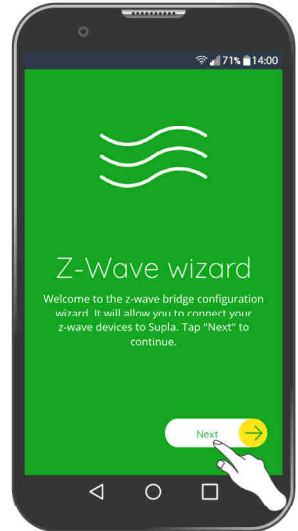 71% 14:00
Z-Wave wizard
Welcome to the z-wave bridge configuration
wizard. It will allow you to connect your
z-wave devices to Supla. Tap "Next" to
continue.
Next